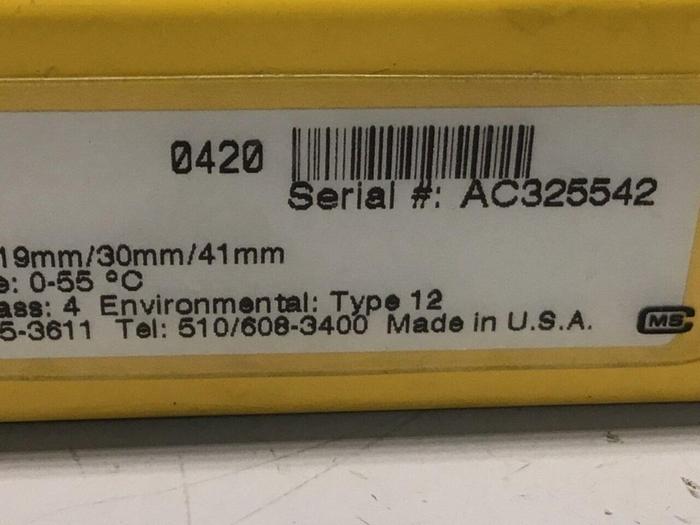 0420
Serial #: AC325542
19mm/30mm/41mm
e: 0-55 °C
ass: 4 Environmental: Type 12
5-3611 Tel: 510/608-3400 Made in U.S.A.